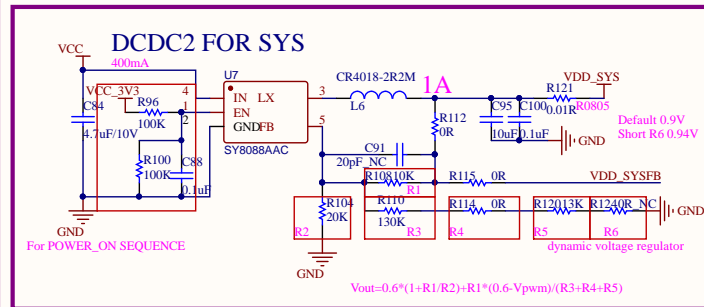 DCDC2 FOR SYS
VCC
400mA
U7
CR4018-2R2M
1A
R121
VDD_SYS
VCC_3V3
4
IN
LX
3
L6
0.01R
R0805
C84
R96
1
EN
R112
C95
C100
Default 0.9V
4.7uF/10V
100K
2
GND
FB
5
0R
10uF
0.1uF
Short R6 0.94V
GND
SY8088AAC
C91
R100
C88
20pF_NC
100K
0.1uF
R108
10K
R115
0R
VDD_SYSFB
R1
R104
R110
R114
0R
R120
13K
R124
0R_NC
GND
20K
130K
GND
R2
R3
R4
R5
R6
For POWER_ON SEQUENCE
dynamic voltage regulator
GND
Vout=0.6*(1+R1/R2)+R1*(0.6-Vpwm)/(R3+R4+R5)